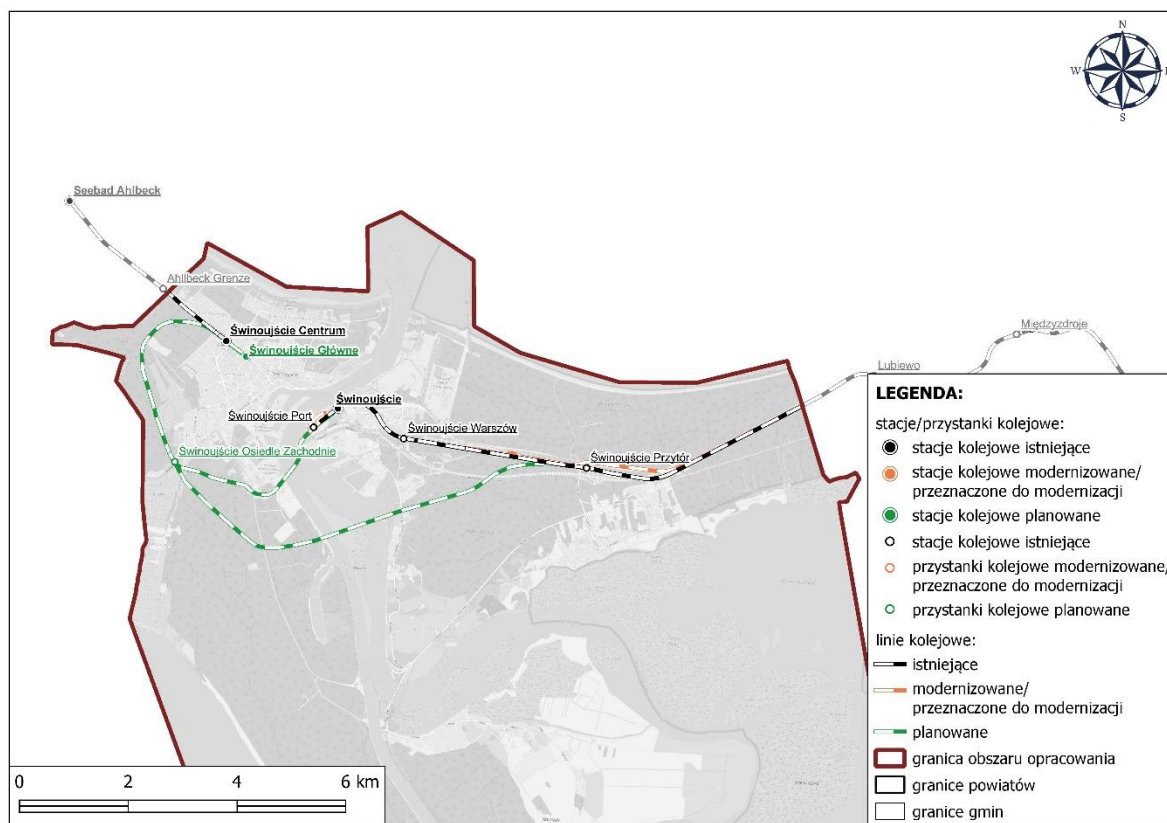 N
W
E
S
Seebad Ahlbeck
Ahlbeck Grenze
Świnoujście Centrum
Świnoujście Główne
Międzyzdroje
Lubiewo
Świnoujście
Świnoujście Port
Świnoujście Warszów
Świnoujście Osiedle Zachodnie
Świnoujście Przytór
LEGENDA:
stacje/przystanki kolejowe:
stacje kolejowe istniejące
stacje kolejowe modernizowane/
przeznaczone do modernizacji
stacje kolejowe planowane
stacje kolejowe istniejące
przystanki kolejowe modernizowane/
przeznaczone do modernizacji
przystanki kolejowe planowane
linie kolejowe:
istniejące
modernizowane/
przeznaczone do modernizacji
planowane
granica obszaru opracowania
granice powiatów
granice gmin
0 2 4 6 km